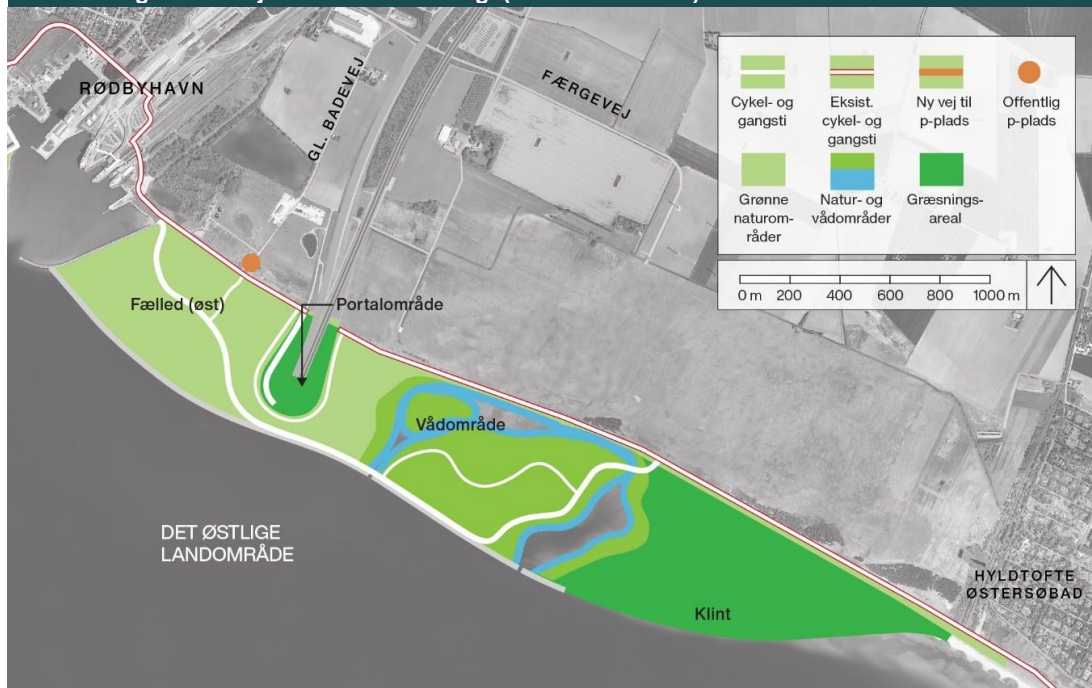 RØDBYHAVN
GL. BADEVEJ
FÆRGEVEJ
Cykel- og
gangsti
Eksist.
cykel- og
gangsti
Ny vej til
p-plads
Offentlig
p-plads
Grønne
naturom-
råder
Natur- og
vådområder
Græsnings-
areal
0 m 200 400 600 800 1000 m
Fælled (øst)
Portalområde
Vådområde
DET ØSTLIGE
LANDOMRÅDE
HYLDTOFTE
ØSTERSØBAD
Klint